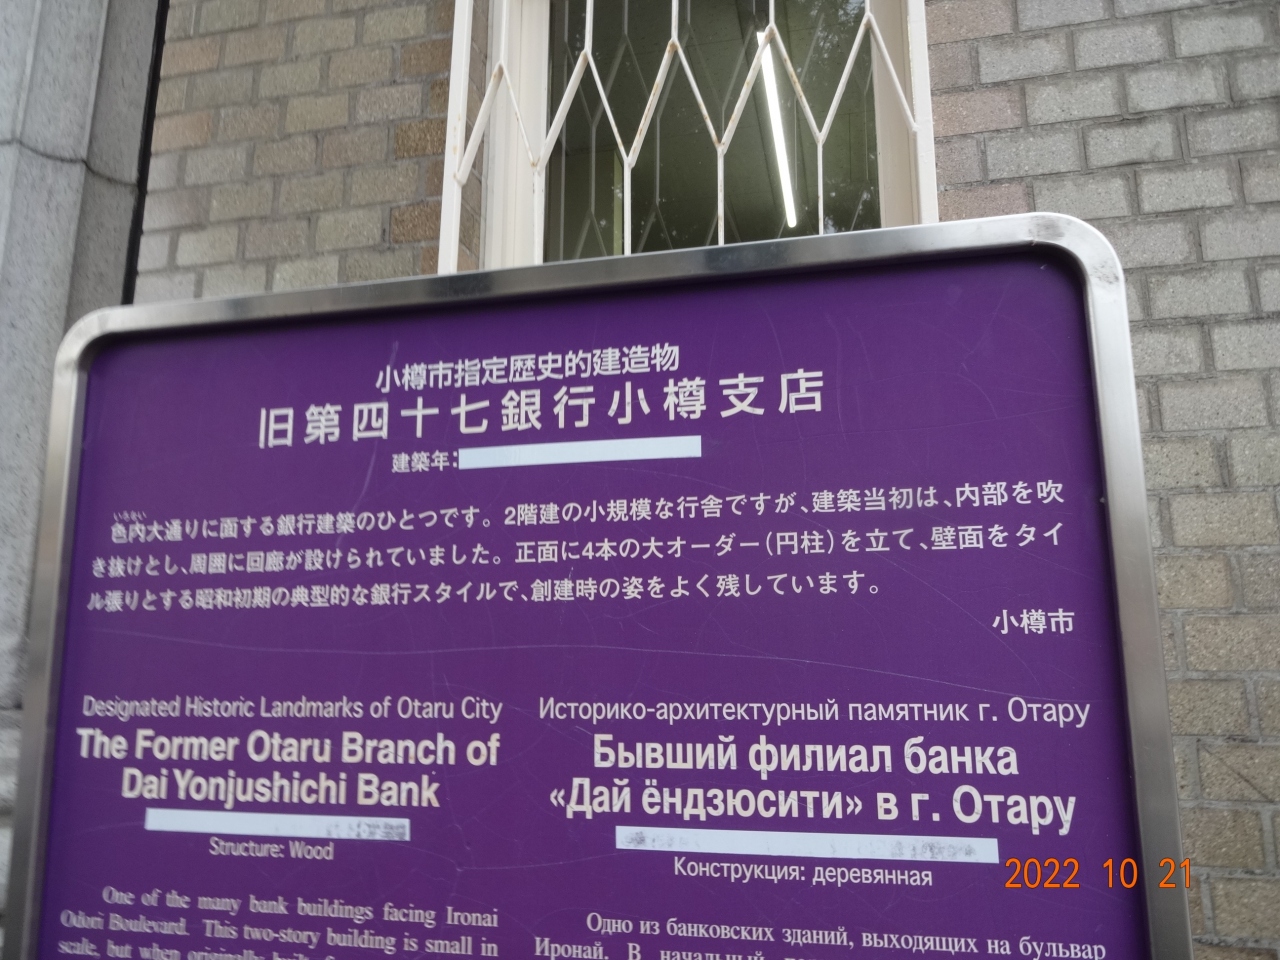 小樽市指定歴史的建造物
旧第四十七銀行小樽支店
建築年:
いろない
色内大通りに面する銀行建築のひとつです。2階建の小規模な行舎ですが、建築当初は、内部を吹
き抜けとし、周囲に回廊が設けられていました。正面に4本の大オーダー(円柱)を立て、壁面をタイ
ル張りとする昭和初期の典型的な銀行スタイルで、創建時の姿をよく残しています。
小樽市
Designated Historic Landmarks of Otaru City
The Former Otaru Branch of
Dai Yonjushichi Bank
Structure: Wood
One of the many bank buildings facing Ironai
Odori Boulevard. This two-story building is small in
scale, but when originally built
Историко-архитектурный памятник г. Отару
Бывший филиал банка
«Дай ёндзюсити» в г. Отару
Конструкция: деревянная
Одно из банковских зданий, выходящих на бульвар
Иронай. В начальный
2022 10 21